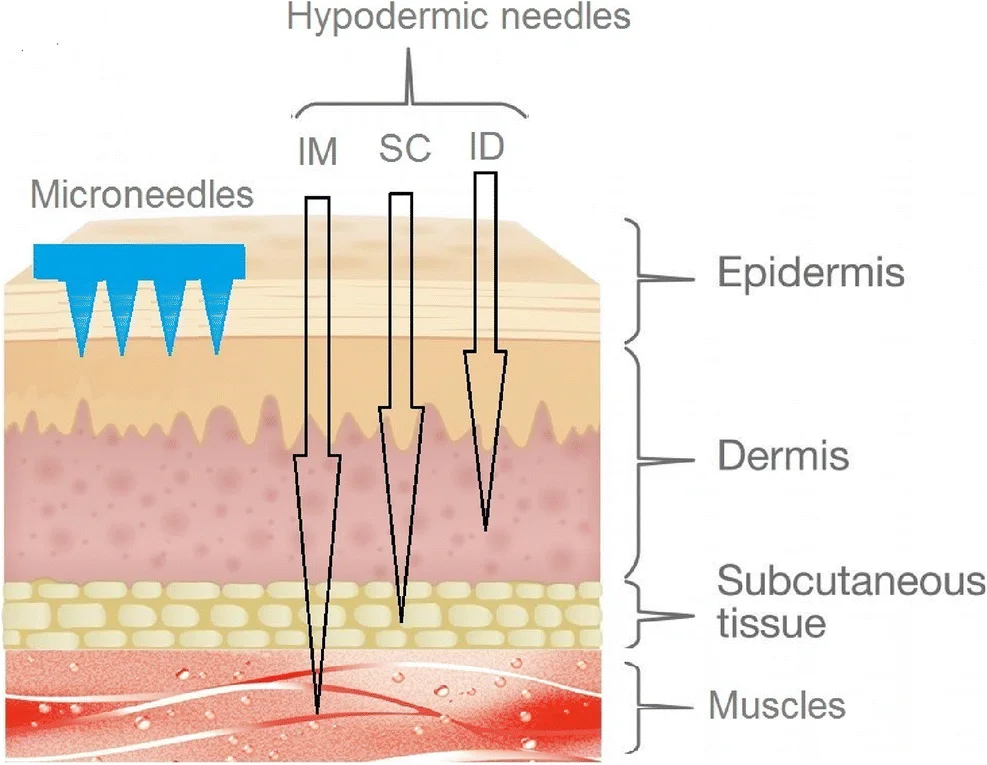 Hypodermic needles
IM
SC
ID
Microneedles
Epidermis
Dermis
Subcutaneous
tissue
Muscles